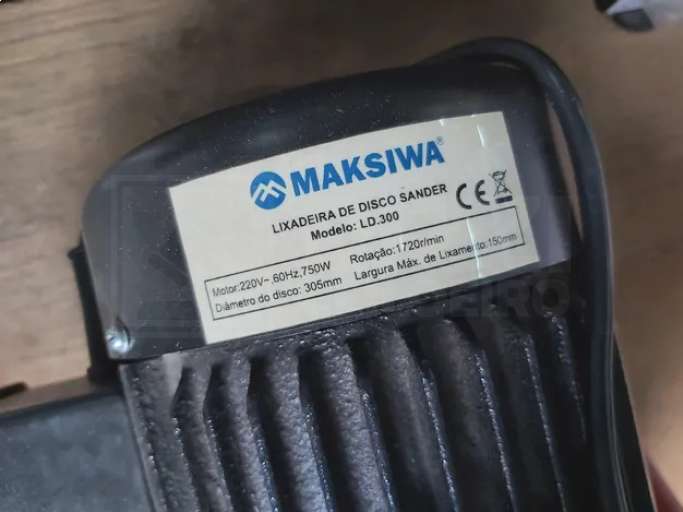 MAKSIWA®
LIXADEIRA DE DISCO SANDER
Modelo: LD.300
CE
Motor:220V~,60Hz,750W Rotação:1720r/min
Diâmetro do disco: 305mm Largura Máx. de Lixamento:150mm